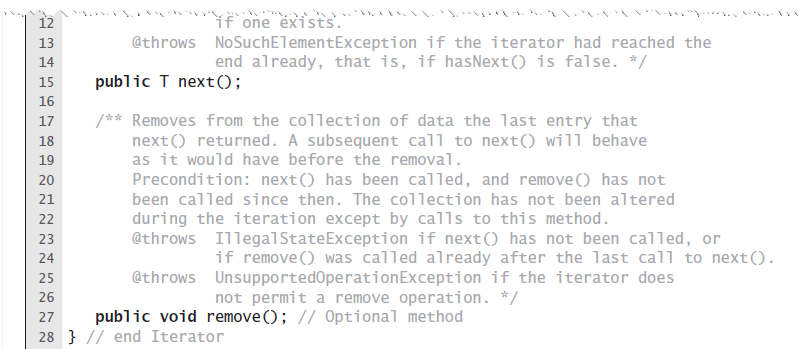 12 if one exists.
13 @throws NoSuchElementException if the iterator had reached the
14 end already, that is, if hasNext() is false. */
15 public T next();
16
17 /** Removes from the collection of data the last entry that
18 next() returned. A subsequent call to next() will behave
19 as it would have before the removal.
20 Precondition: next() has been called, and remove() has not
21 been called since then. The collection has not been altered
22 during the iteration except by calls to this method.
23 @throws IllegalStateException if next() has not been called, or
24 if remove() was called already after the last call to next().
25 @throws UnsupportedOperationException if the iterator does
26 not permit a remove operation. */
27 public void remove(); // Optional method
28 } // end Iterator